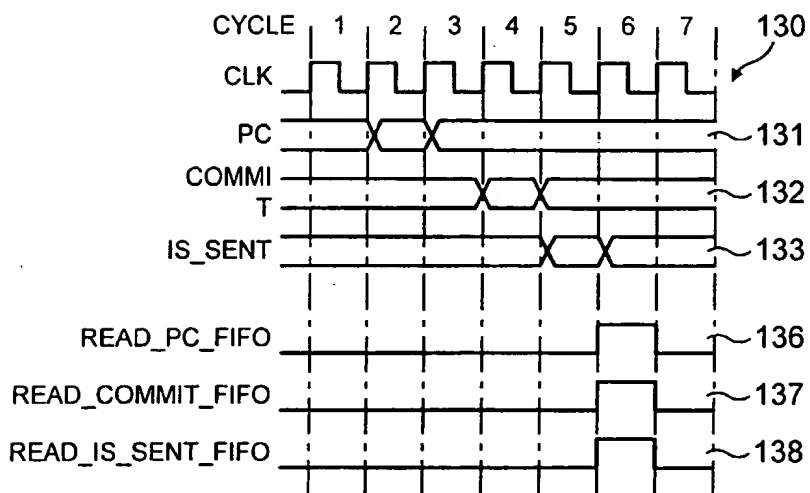 CYCLE 1 2 3 4 5 6 7 130
CLK
PC 131
COMMI
T 132
IS_SENT 133
READ_PC_FIFO 136
READ_COMMIT_FIFO 137
READ_IS_SENT_FIFO 138